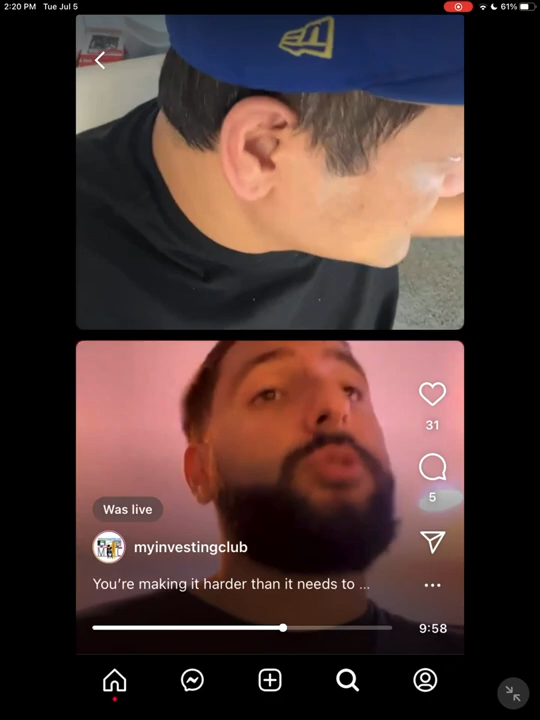 2:20 PM Tue Jul 5
61%
31
5
Was live
myinvestingclub
You're making it harder than it needs to ...
9:58